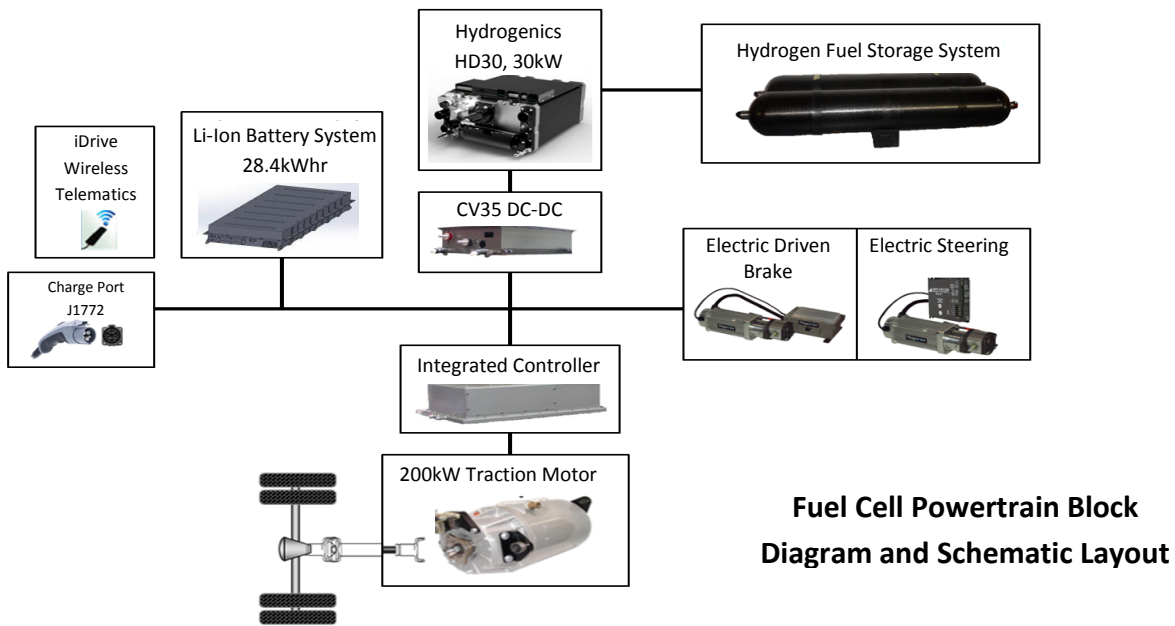 Hydrogenics
HD30, 30kW
Hydrogen Fuel Storage System
iDrive
Wireless
Telematics
Li-Ion Battery System
28.4kWhr
CV35 DC-DC
Charge Port
J1772
Electric Driven
Brake
Electric Steering
Integrated Controller
200kW Traction Motor
Fuel Cell Powertrain Block
Diagram and Schematic Layout